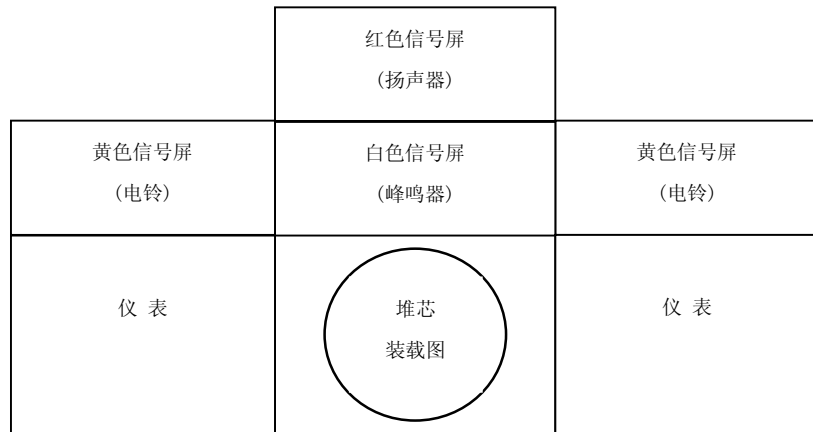 红色信号屏
(扬声器)
黄色信号屏
(电铃)
白色信号屏
(峰鸣器)
黄色信号屏
(电铃)
仪 表
堆芯
装载图
仪 表